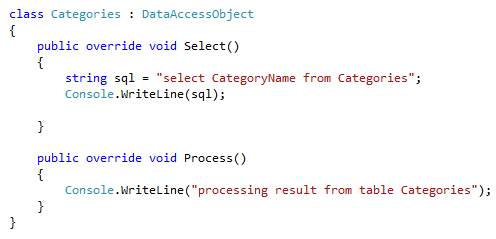 class Categories : DataAccessObject
{
    public override void Select()
    {
        string sql = "select CategoryName from Categories";
        Console.WriteLine(sql);

    }

    public override void Process()
    {
        Console.WriteLine("processing result from table Categories");
    }
}